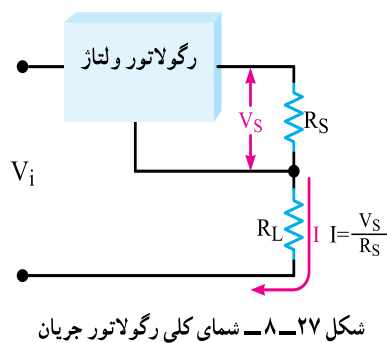 رگولاتور ولتاژ
V_S
R_S
V_i
R_L
I
I=V_S/R_S
شکل ۲۷ــ۸ــ شمای کلی رگولاتور جریان